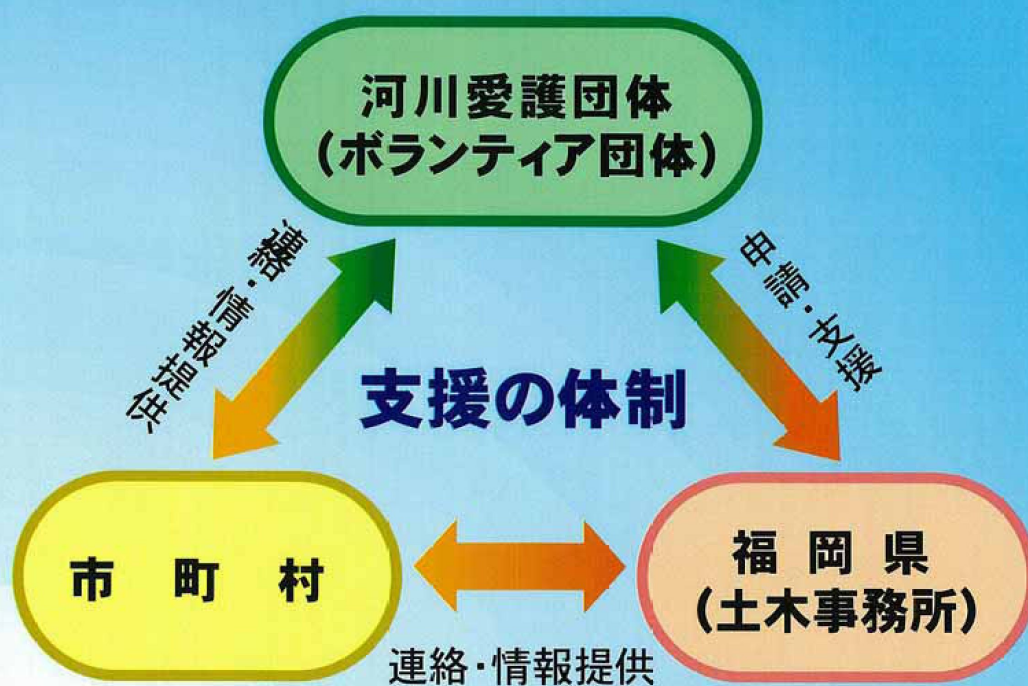 河川愛護団体
(ボランティア団体)
連絡・情報提供
申請・支援
支援の体制
市町村
福岡県
(土木事務所)
連絡・情報提供